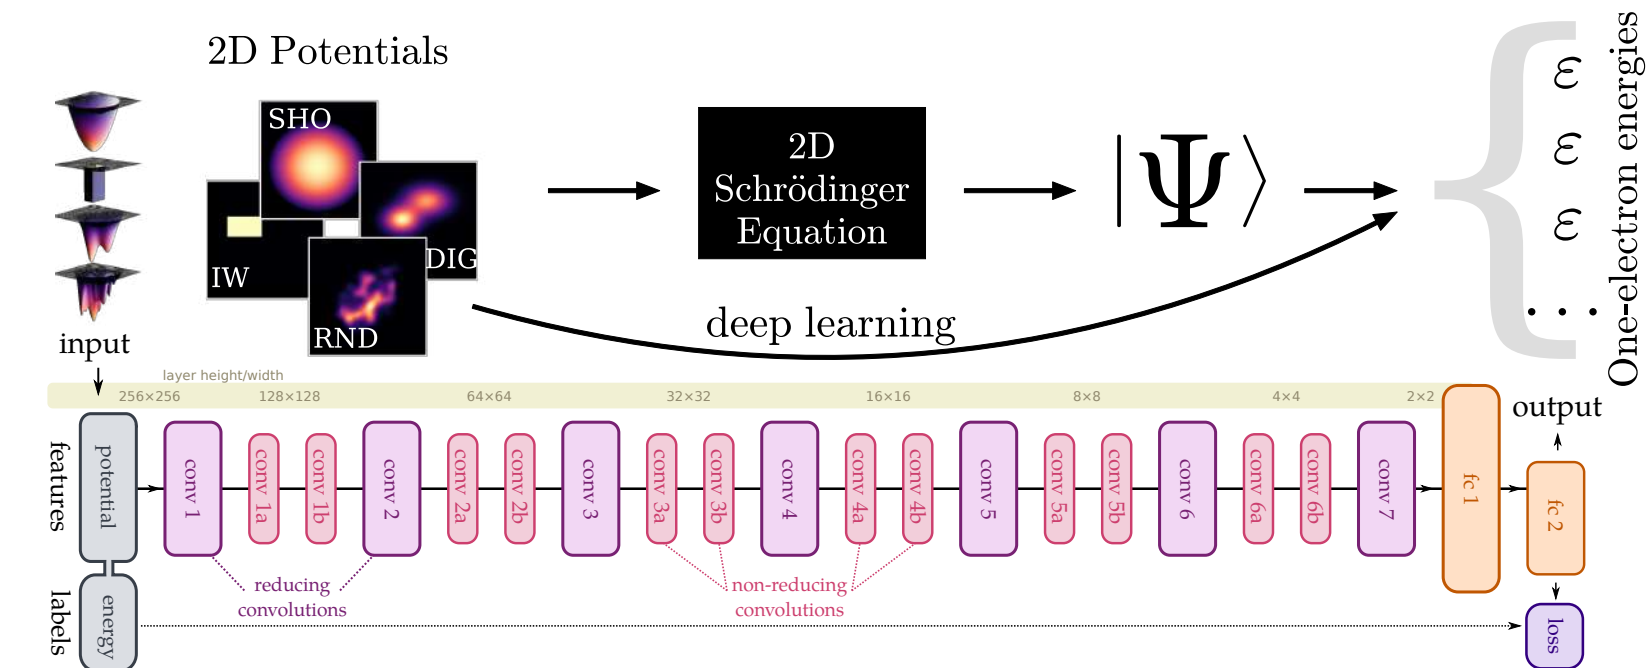 2D Potentials
SHO
IW
DIG
RND
input
2D
Schrödinger
Equation
|Ψ⟩
deep learning
ε
ε
ε
...
One-electron energies
layer height/width
256×256
128×128
64×64
32×32
16×16
8×8
4×4
2×2
output
features
labels
potential
energy
conv 1
conv 1a
conv 1b
conv 2
conv 2a
conv 2b
conv 3
conv 3a
conv 3b
conv 4
conv 4a
conv 4b
conv 5
conv 5a
conv 5b
conv 6
conv 6a
conv 6b
conv 7
fc 1
fc 2
loss
reducing
convolutions
non-reducing
convolutions